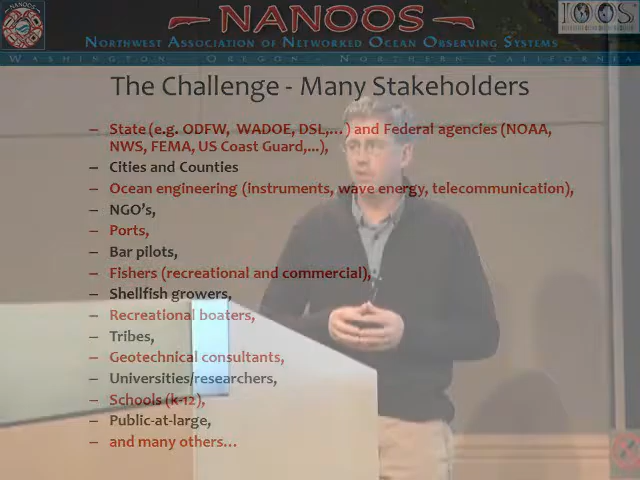 NANOOS
IOOS
NORTHWEST ASSOCIATION OF NETWORKED OCEAN OBSERVING SYSTEMS
WASHINGTON - OREGON - NORTHERN CALIFORNIA
The Challenge - Many Stakeholders
– State (e.g. ODFW, WADOE, DSL,...) and Federal agencies (NOAA,
NWS, FEMA, US Coast Guard,...),
– Cities and Counties
– Ocean engineering (instruments, wave energy, telecommunication),
– NGO's,
– Ports,
– Bar pilots,
– Fishers (recreational and commercial),
– Shellfish growers,
– Recreational boaters,
– Tribes,
– Geotechnical consultants,
– Universities/researchers,
– Schools (k-12),
– Public-at-large,
– and many others...